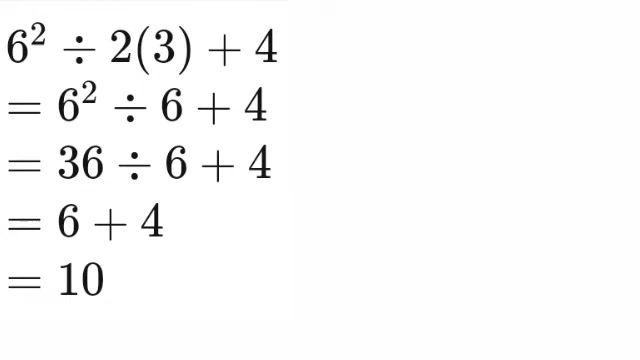 6² ÷ 2(3) + 4
= 6² ÷ 6 + 4
= 36 ÷ 6 + 4
= 6 + 4
= 10